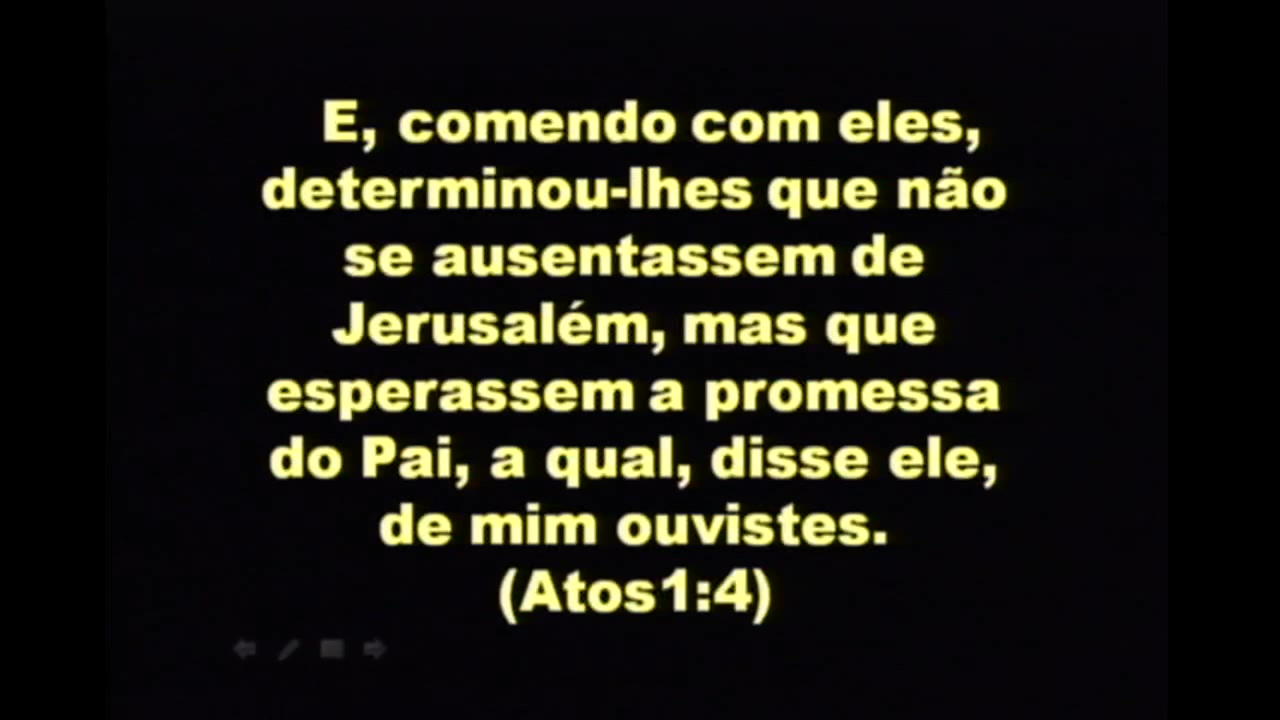 E, comendo com eles,
determinou-lhes que não
se ausentassem de
Jerusalém, mas que
esperassem a promessa
do Pai, a qual, disse ele,
de mim ouvistes.
(Atos1:4)